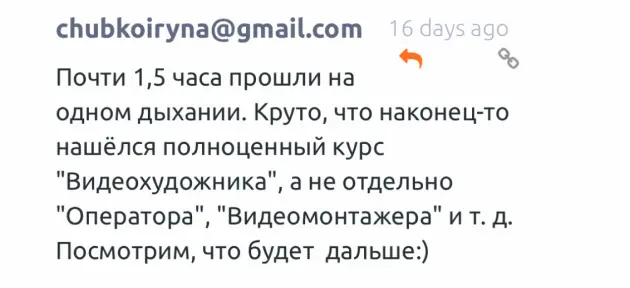 chubkoiryna@gmail.com 16 days ago
Почти 1,5 часа прошли на
одном дыхании. Круто, что наконец-то
нашёлся полноценный курс
"Видеохудожника", а не отдельно
"Оператора", "Видеомонтажера" и т. д.
Посмотрим, что будет  дальше:)